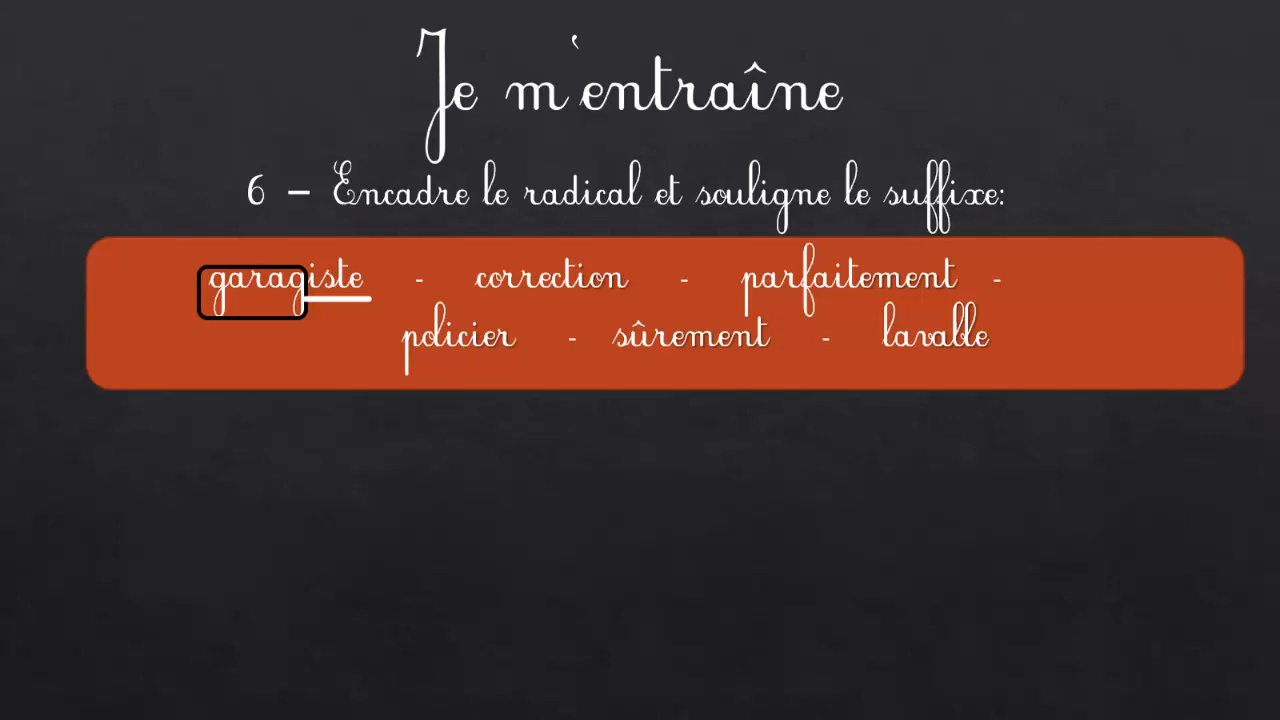 Je m'entraîne
6 – Encadre le radical et souligne le suffixe:
garagiste - correction - parfaitement -
policier - sûrement - lavable